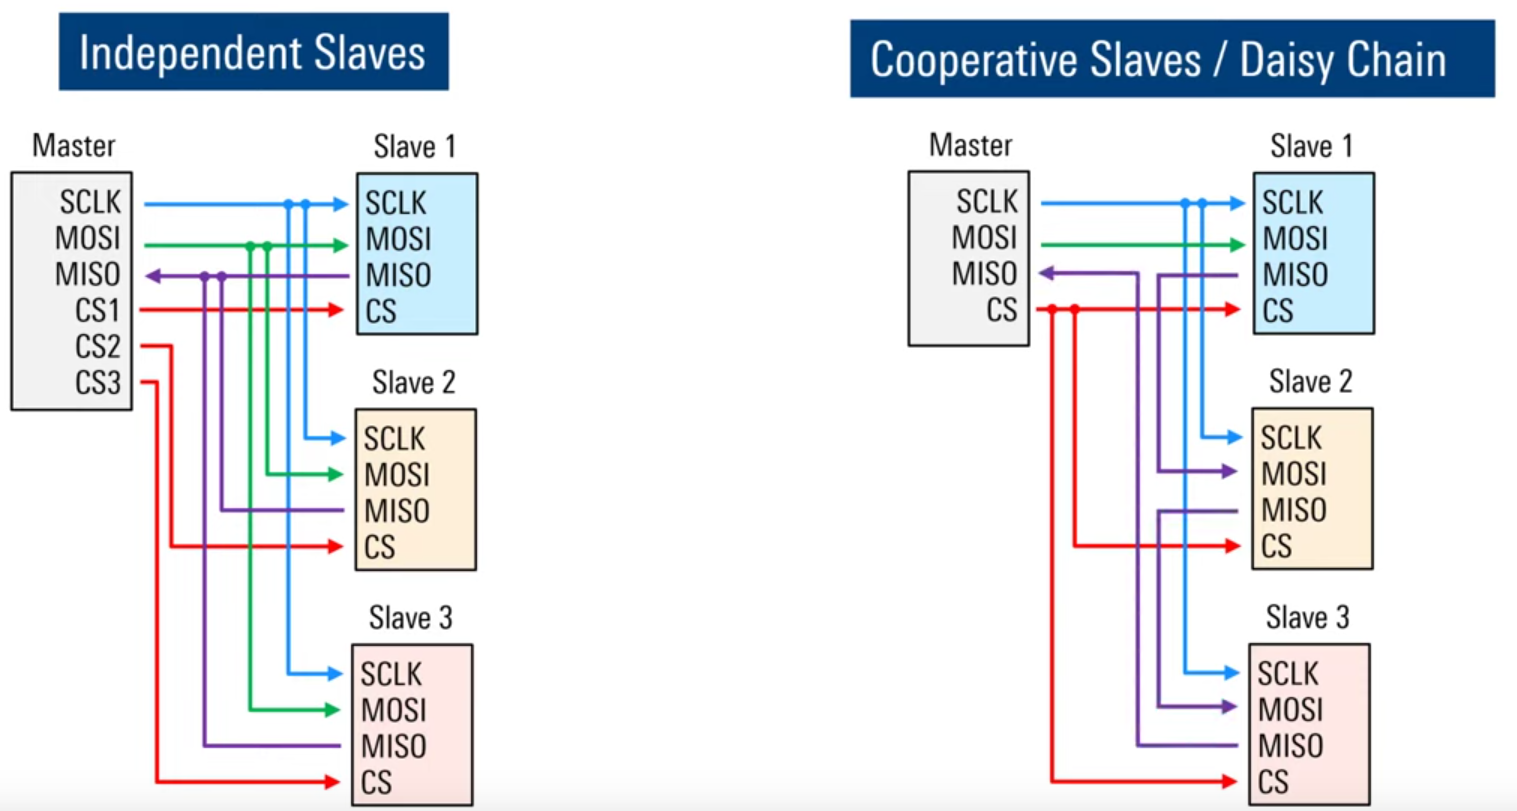 Independent Slaves
Master
SCLK
MOSI
MISO
CS1
CS2
CS3
Slave 1
SCLK
MOSI
MISO
CS
Slave 2
SCLK
MOSI
MISO
CS
Slave 3
SCLK
MOSI
MISO
CS
Cooperative Slaves / Daisy Chain
Master
SCLK
MOSI
MISO
CS
Slave 1
SCLK
MOSI
MISO
CS
Slave 2
SCLK
MOSI
MISO
CS
Slave 3
SCLK
MOSI
MISO
CS